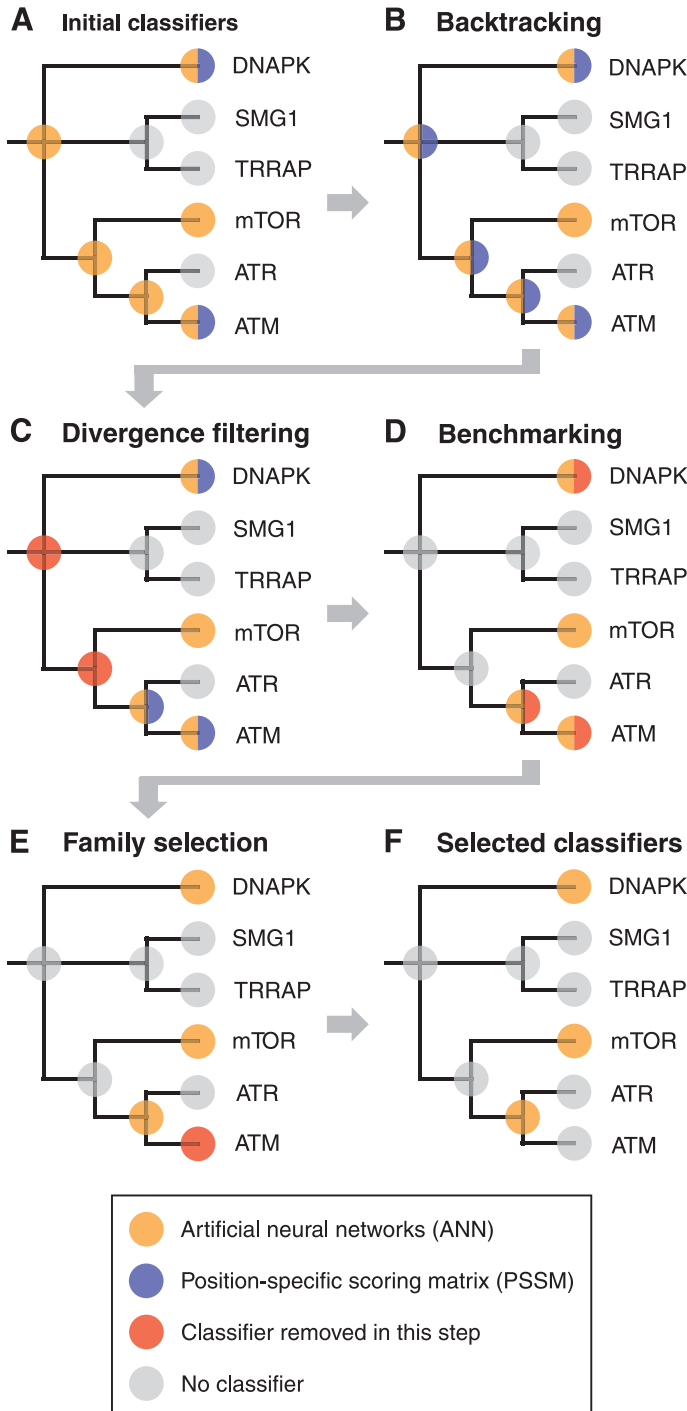 A Initial classifiers
DNAPK
SMG1
TRRAP
mTOR
ATR
ATM
B Backtracking
DNAPK
SMG1
TRRAP
mTOR
ATR
ATM
C Divergence filtering
DNAPK
SMG1
TRRAP
mTOR
ATR
ATM
D Benchmarking
DNAPK
SMG1
TRRAP
mTOR
ATR
ATM
E Family selection
DNAPK
SMG1
TRRAP
mTOR
ATR
ATM
F Selected classifiers
DNAPK
SMG1
TRRAP
mTOR
ATR
ATM
Artificial neural networks (ANN)
Position-specific scoring matrix (PSSM)
Classifier removed in this step
No classifier